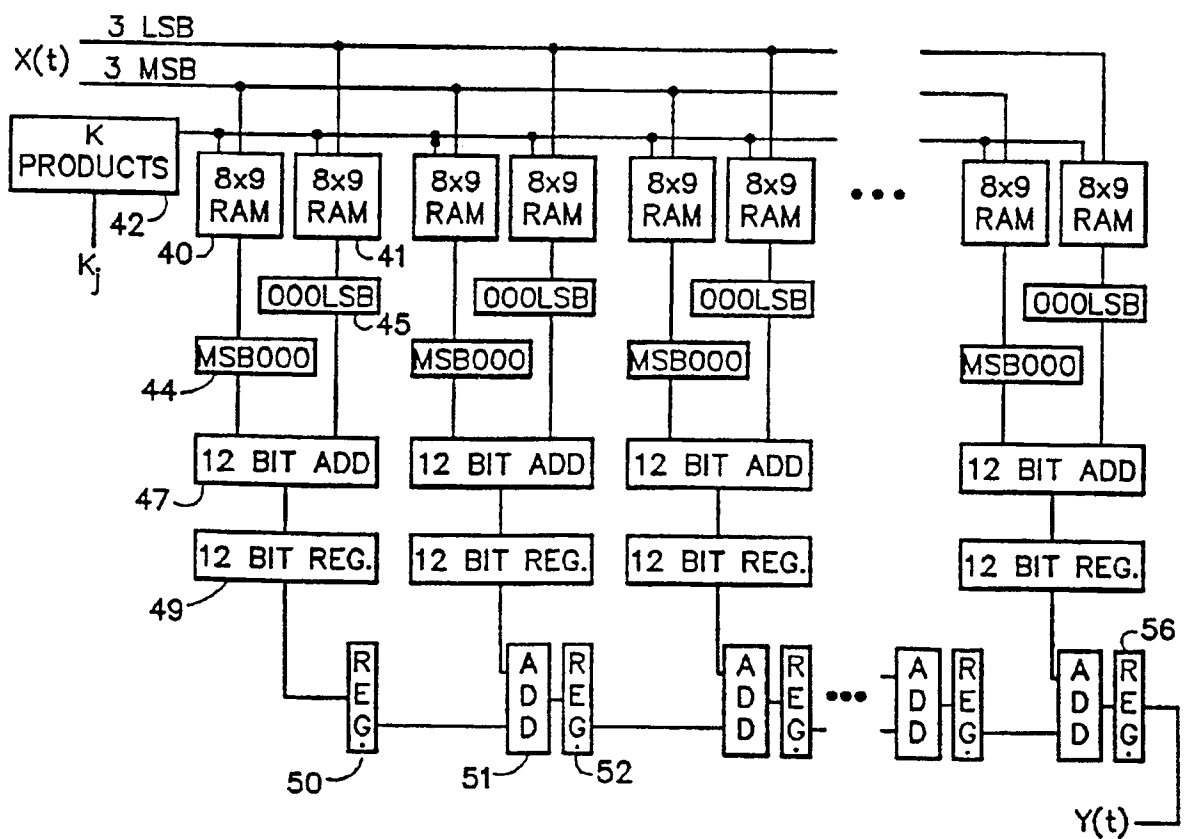 3 LSB
X(t)
3 MSB
K
PRODUCTS
42
Kj
8x9
RAM
8x9
RAM
8x9
RAM
8x9
RAM
8x9
RAM
8x9
RAM
8x9
RAM
8x9
RAM
40
41
000LSB
000LSB
000LSB
000LSB
45
MSB000
MSB000
MSB000
MSB000
44
12 BIT ADD
12 BIT ADD
12 BIT ADD
12 BIT ADD
47
12 BIT REG.
12 BIT REG.
12 BIT REG.
12 BIT REG.
49
56
REG.
ADD
REG.
ADD
REG.
ADD
REG.
ADD
REG.
50
51
52
Y(t)